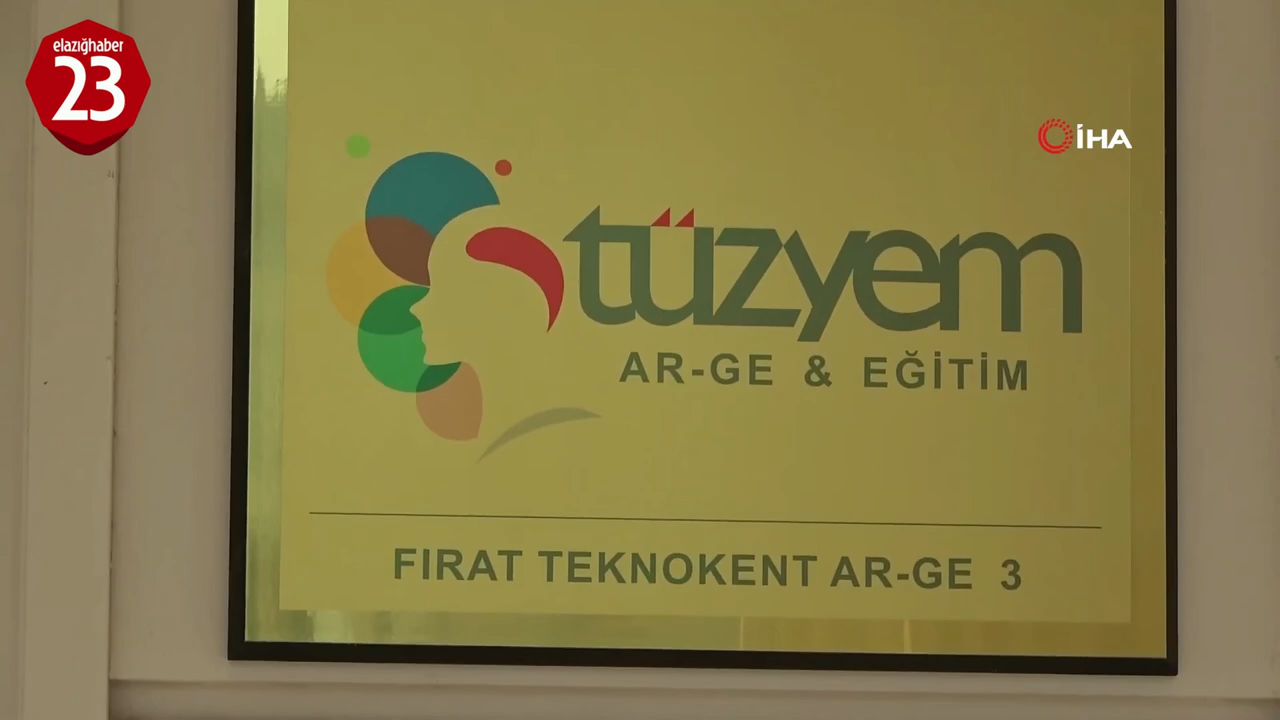 elazığhaber
23
İHA
tüzyem
AR-GE & EĞİTİM
FIRAT TEKNOKENT AR-GE 3